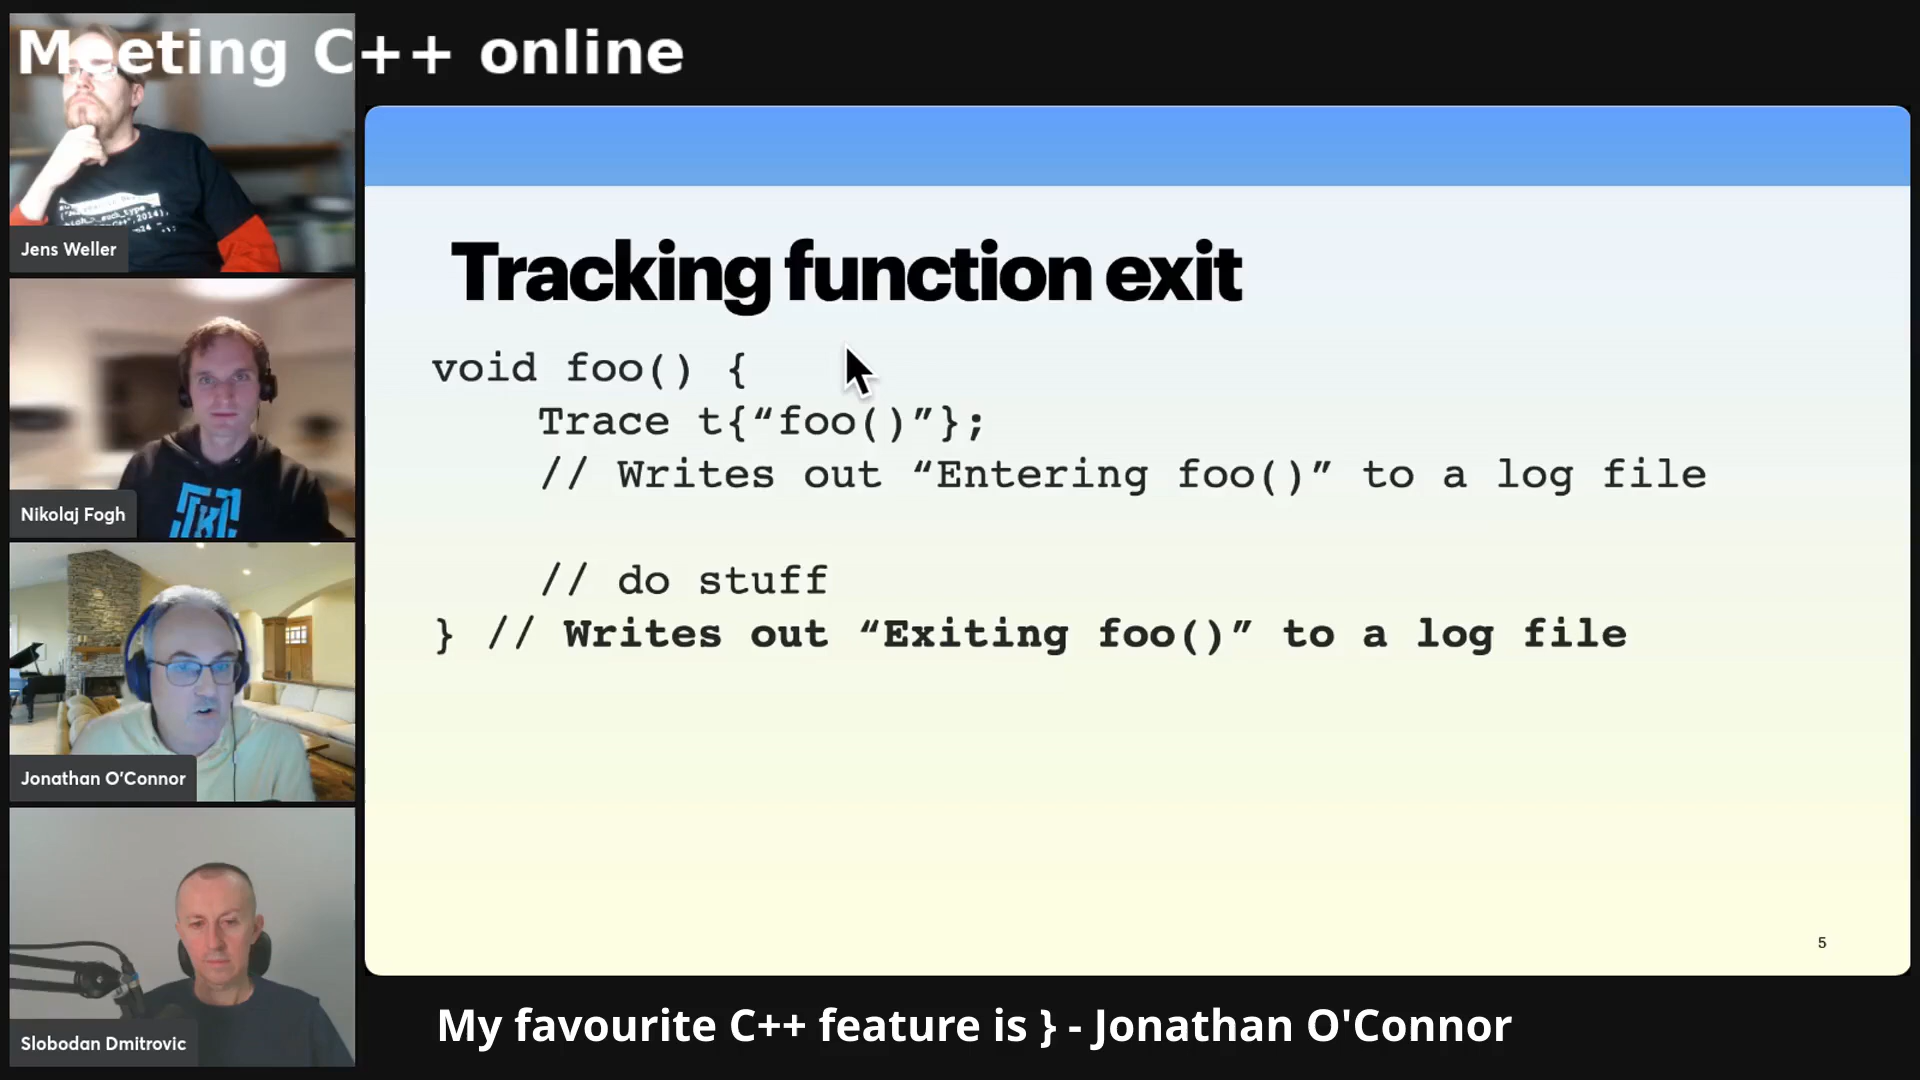 Meeting C++ online
Jens Weller
Nikolaj Fogh
Jonathan O’Connor
Slobodan Dmitrovic
Tracking function exit
void foo() {
Trace t{“foo()”};
// Writes out “Entering foo()” to a log file
// do stuff
} // Writes out “Exiting foo()” to a log file
5
My favourite C++ feature is } - Jonathan O'Connor